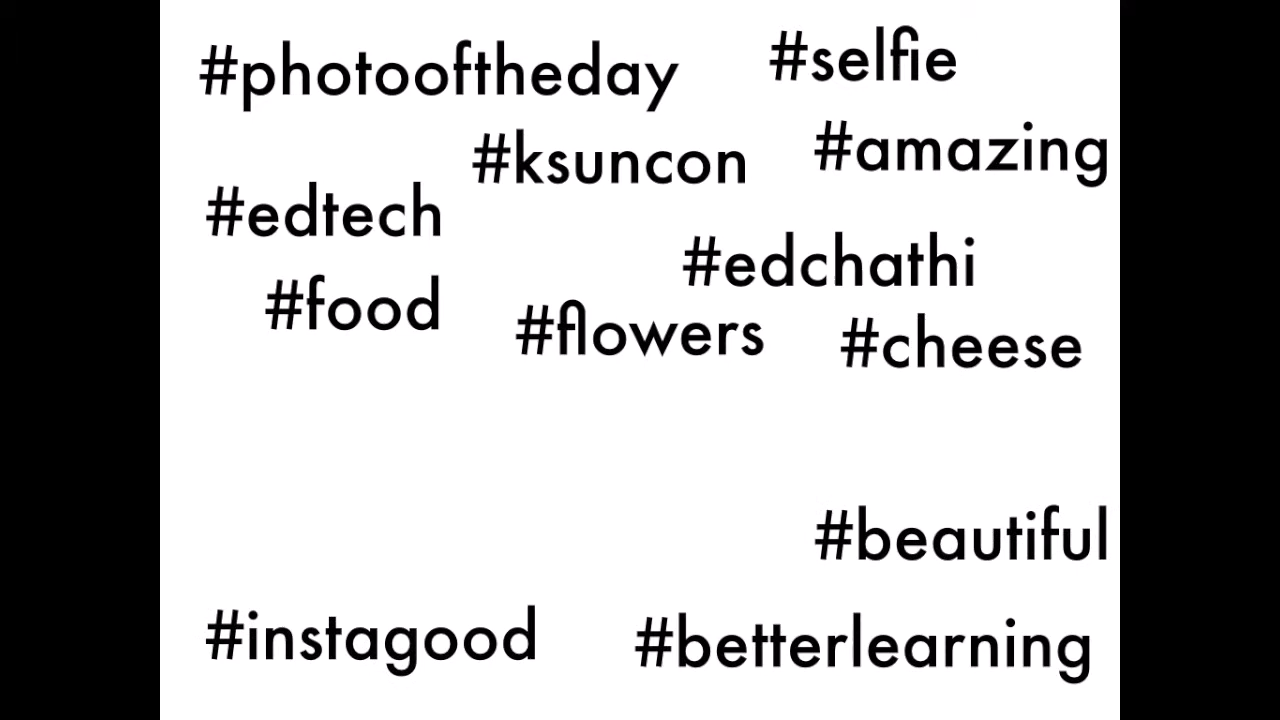 #photooftheday
#selfie
#ksuncon
#amazing
#edtech
#edchathi
#food
#flowers
#cheese
#beautiful
#instagood
#betterlearning